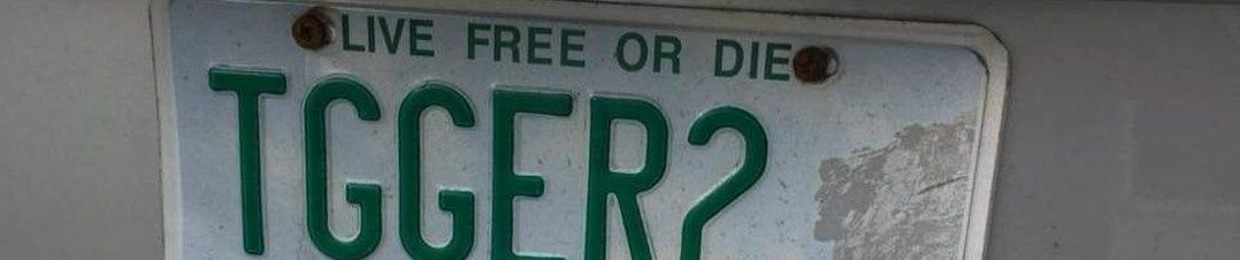 LIVE FREE OR DIE
TGGER2